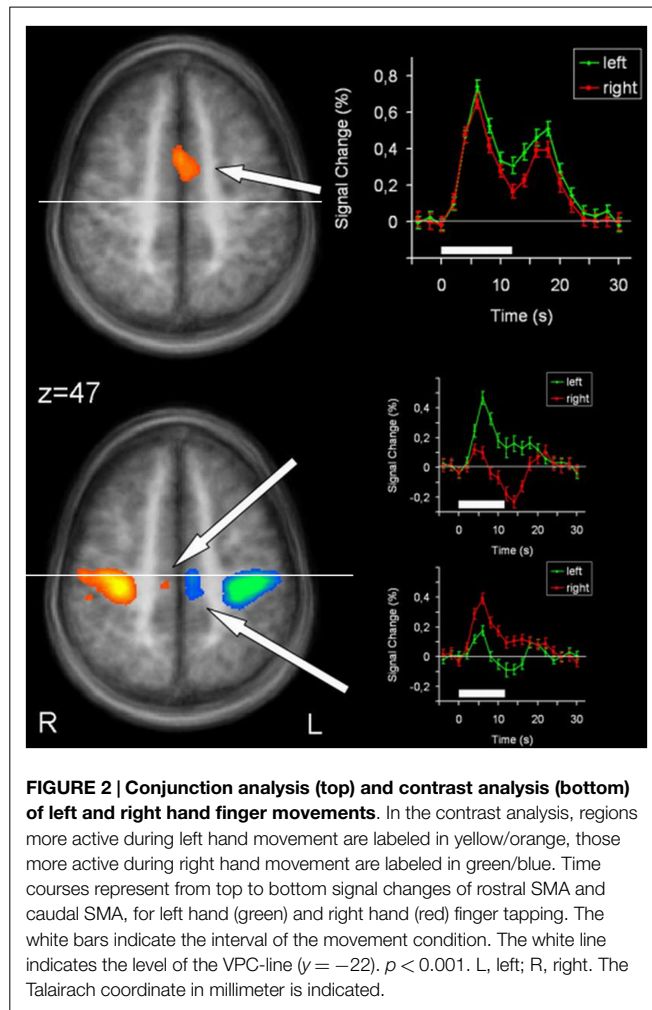 left
right
Signal Change (%)
0,8
0,6
0,4
0,2
0
0 10 20 30
Time (s)
z=47
R L
left
right
Signal Change (%)
0,4
0,2
0
-0,2
0 10 20 30
Time (s)
left
right
Signal Change (%)
0,4
0,2
0
-0,2
0 10 20 30
Time (s)
FIGURE 2 | Conjunction analysis (top) and contrast analysis (bottom)
of left and right hand finger movements. In the contrast analysis, regions
more active during left hand movement are labeled in yellow/orange, those
more active during right hand movement are labeled in green/blue. Time
courses represent from top to bottom signal changes of rostral SMA and
caudal SMA, for left hand (green) and right hand (red) finger tapping. The
white bars indicate the interval of the movement condition. The white line
indicates the level of the VPC-line (y = −22). p < 0.001. L, left; R, right. The
Talairach coordinate in millimeter is indicated.